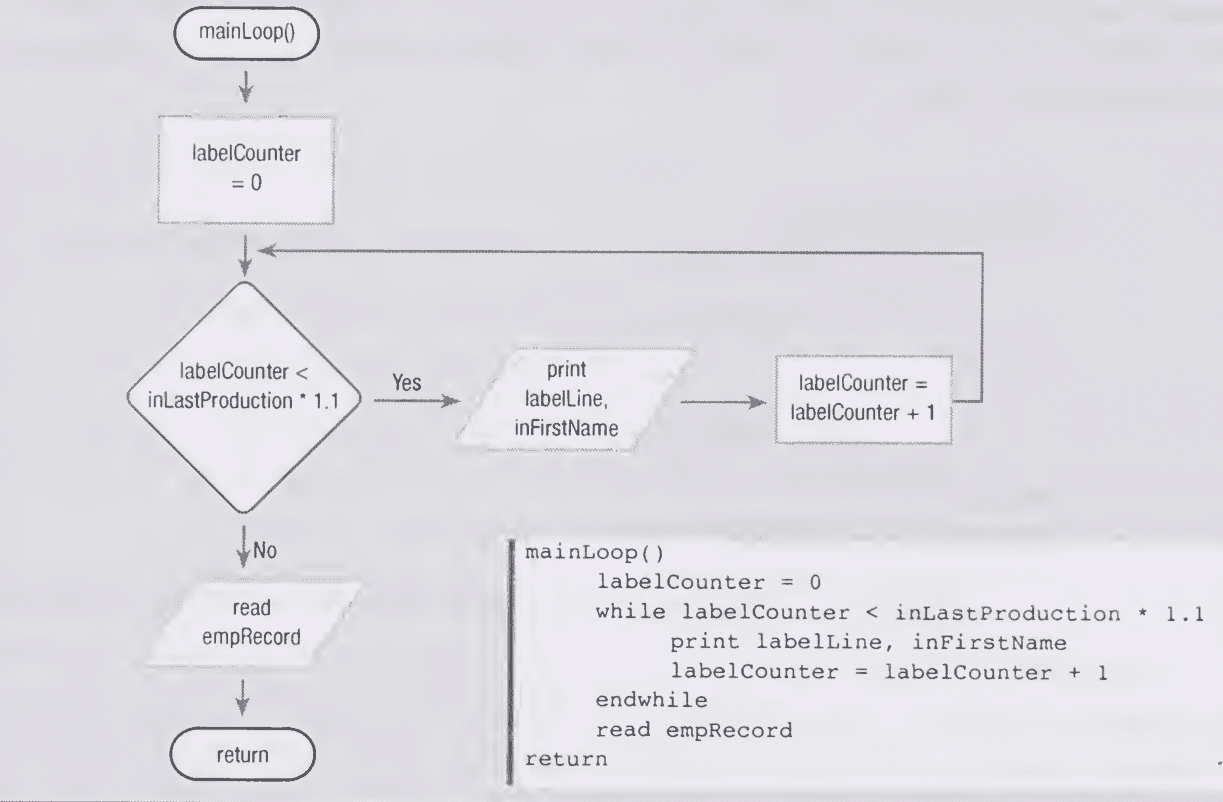 mainLoop()
labelCounter
= 0
labelCounter <
inLastProduction * 1.1
Yes
print
labelLine,
inFirstName
labelCounter =
labelCounter + 1
No
read
empRecord
return
mainLoop()
labelCounter = 0
while labelCounter < inLastProduction * 1.1
print labelLine, inFirstName
labelCounter = labelCounter + 1
endwhile
read empRecord
return